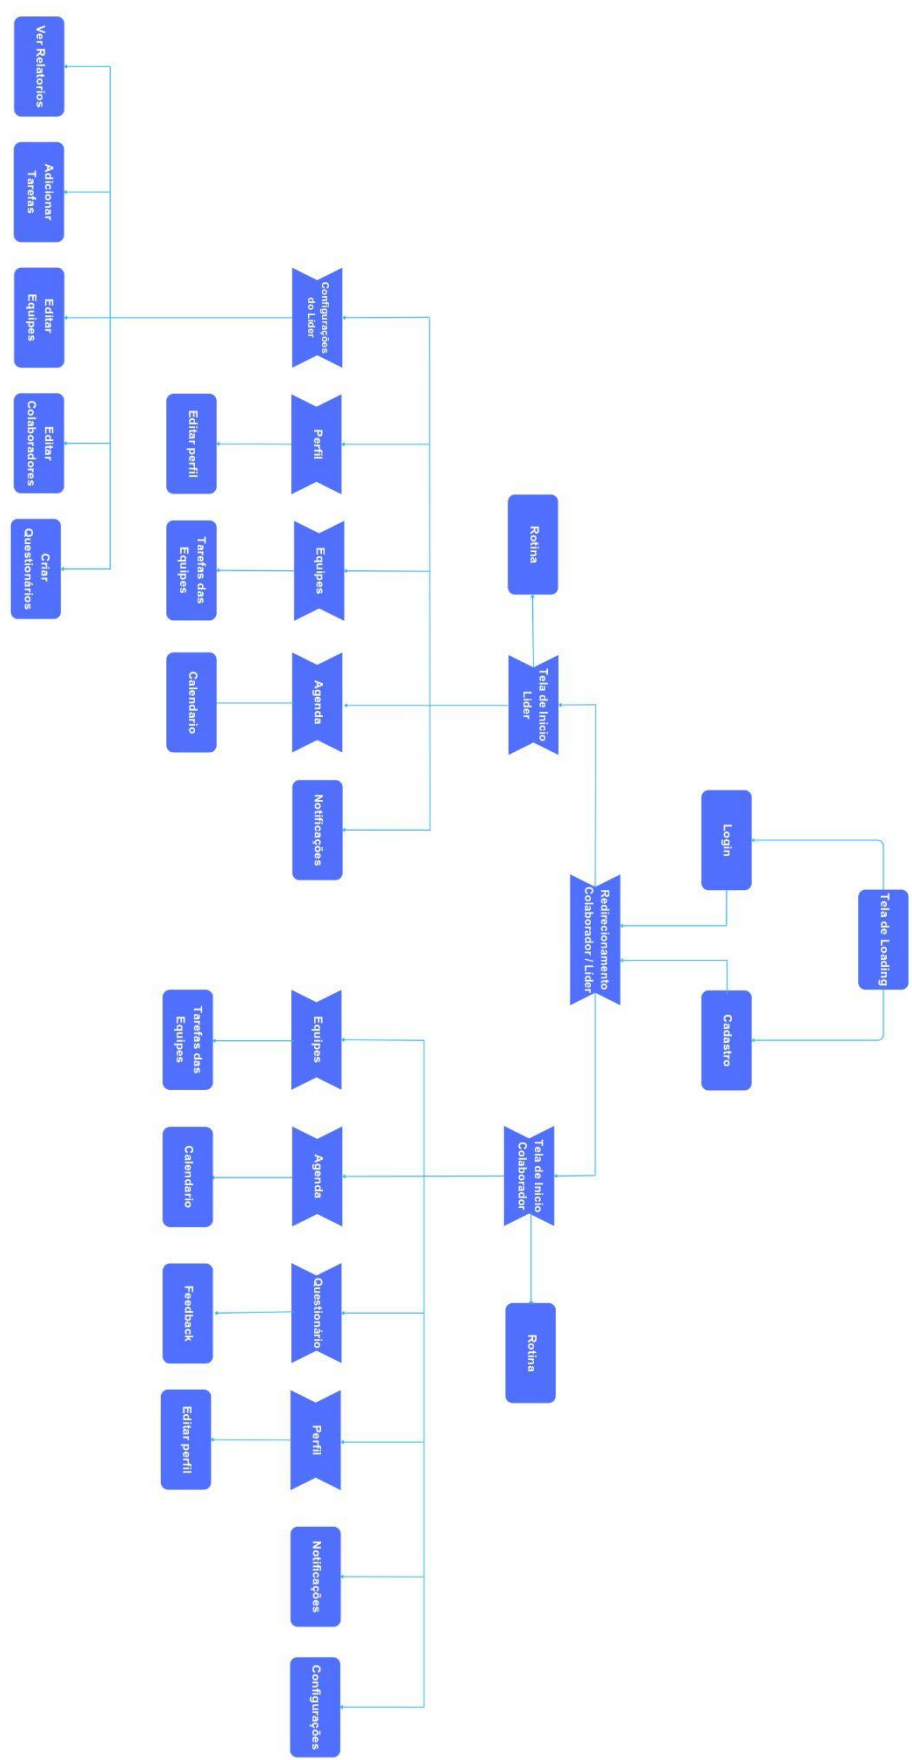 Tela de Loading
Login
Cadastro
Redirecionamento
Colaborador / Líder
Rotina
Tela de Inicio
Líder
Tela de Inicio
Colaborador
Rotina
Configurações
do Lider
Perfil
Equipes
Agenda
Notificações
Equipes
Agenda
Questionário
Perfil
Notificações
Configurações
Editar perfil
Tarefas das
Equipes
Calendario
Tarefas das
Equipes
Calendario
Feedback
Editar perfil
Ver Relatorios
Adicionar
Tarefas
Editar
Equipes
Editar
Colaboradores
Criar
Questionários